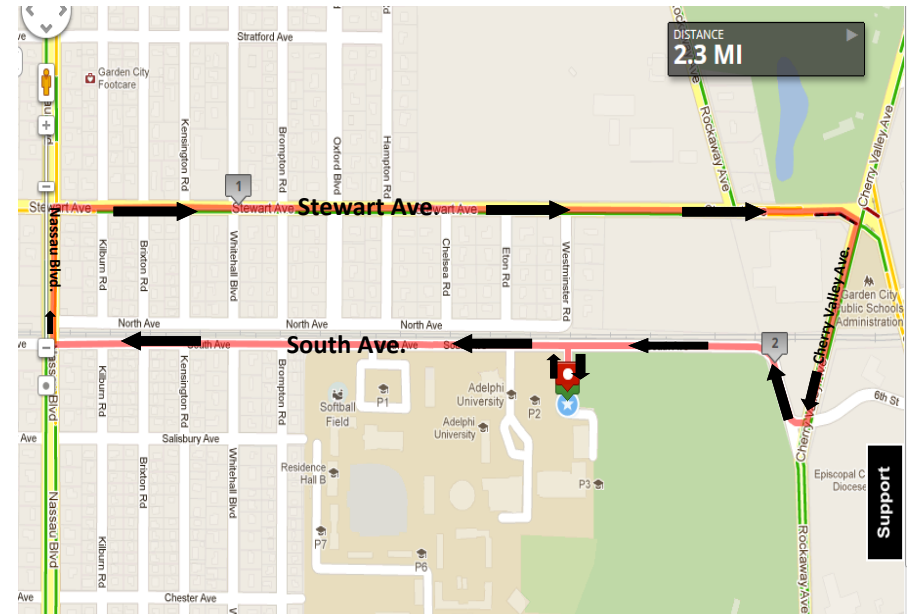 Stratford Ave
DISTANCE
2.3 MI
Garden City
Footcare
Kensington Rd
Brompton Rd
Oxford Blvd
Hampton Rd
Rockaway Ave
Cherry Valley Ave
1
Stewart Ave
Stewart Ave
Stewart Ave.
Nassau Blvd.
Kilburn Rd
Brixton Rd
Whitehall Blvd
Chelsea Rd
Eton Rd
Westminster Rd
Cherry Valley Ave.
Garden City
Public Schools
Administration
North Ave
North Ave
North Ave
South Ave
South Ave.
2
Kilburn Rd
Kensington Rd
Brompton Rd
P1
Softball
Field
Adelphi
University
P2
Adelphi
University
6th St
Ave
Salisbury Ave
Brixton Rd
Whitehall Blvd
Residence
Hall B
P3
Episcopal C
Diocese
Support
Nassau Blvd
Kilburn Rd
P7
P6
Rockaway Ave
Ave
Chester Ave